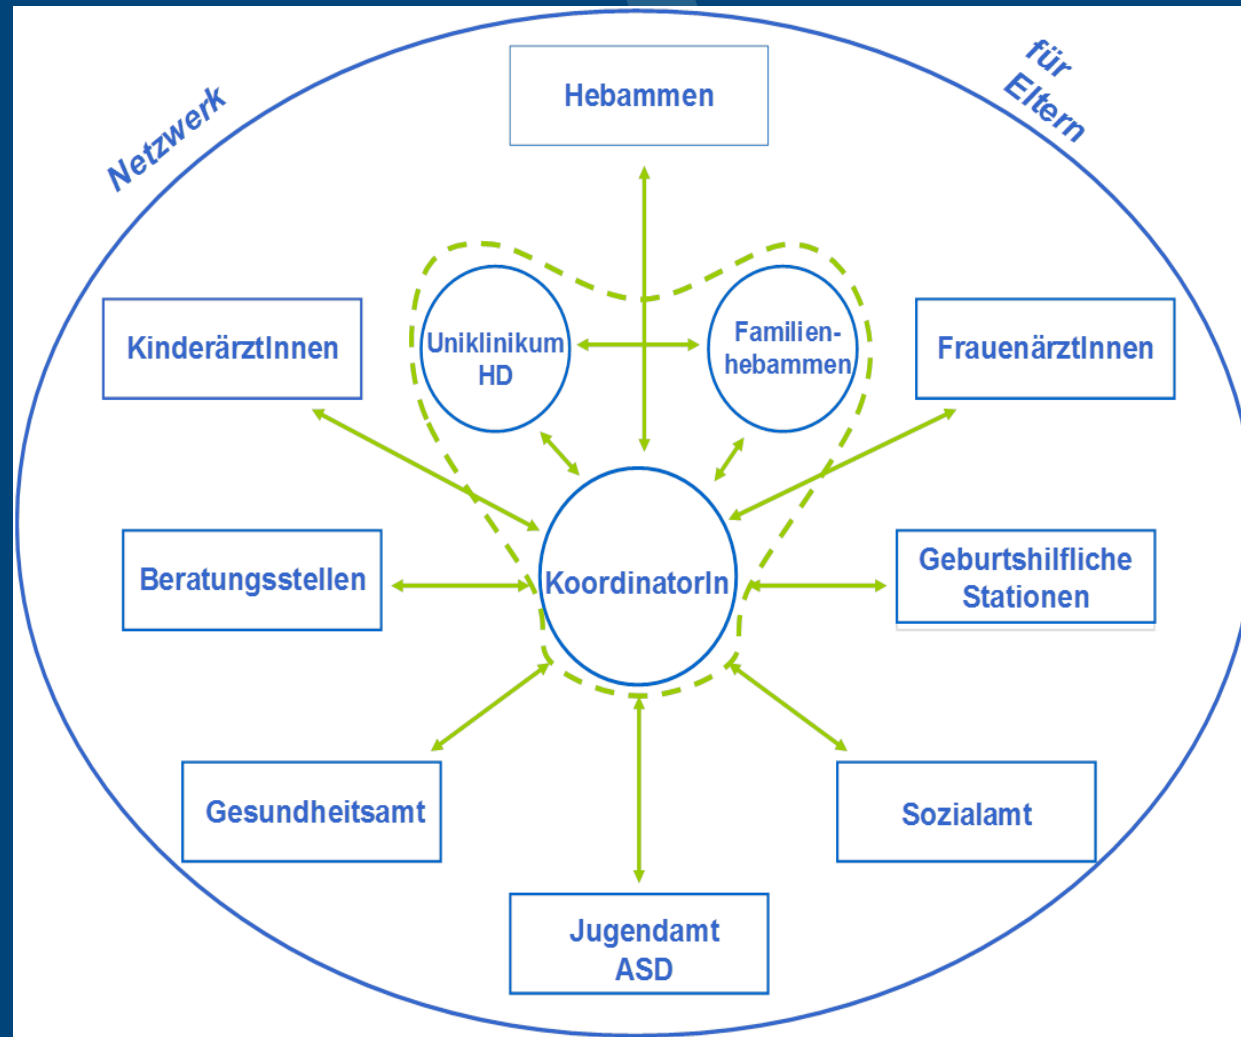 Netzwerk
für
Eltern
Hebammen
KinderärztInnen
Uniklinikum
HD
Familien-
hebammen
FrauenärztInnen
Beratungsstellen
KoordinatorIn
Geburtshilfliche
Stationen
Gesundheitsamt
Sozialamt
Jugendamt
ASD